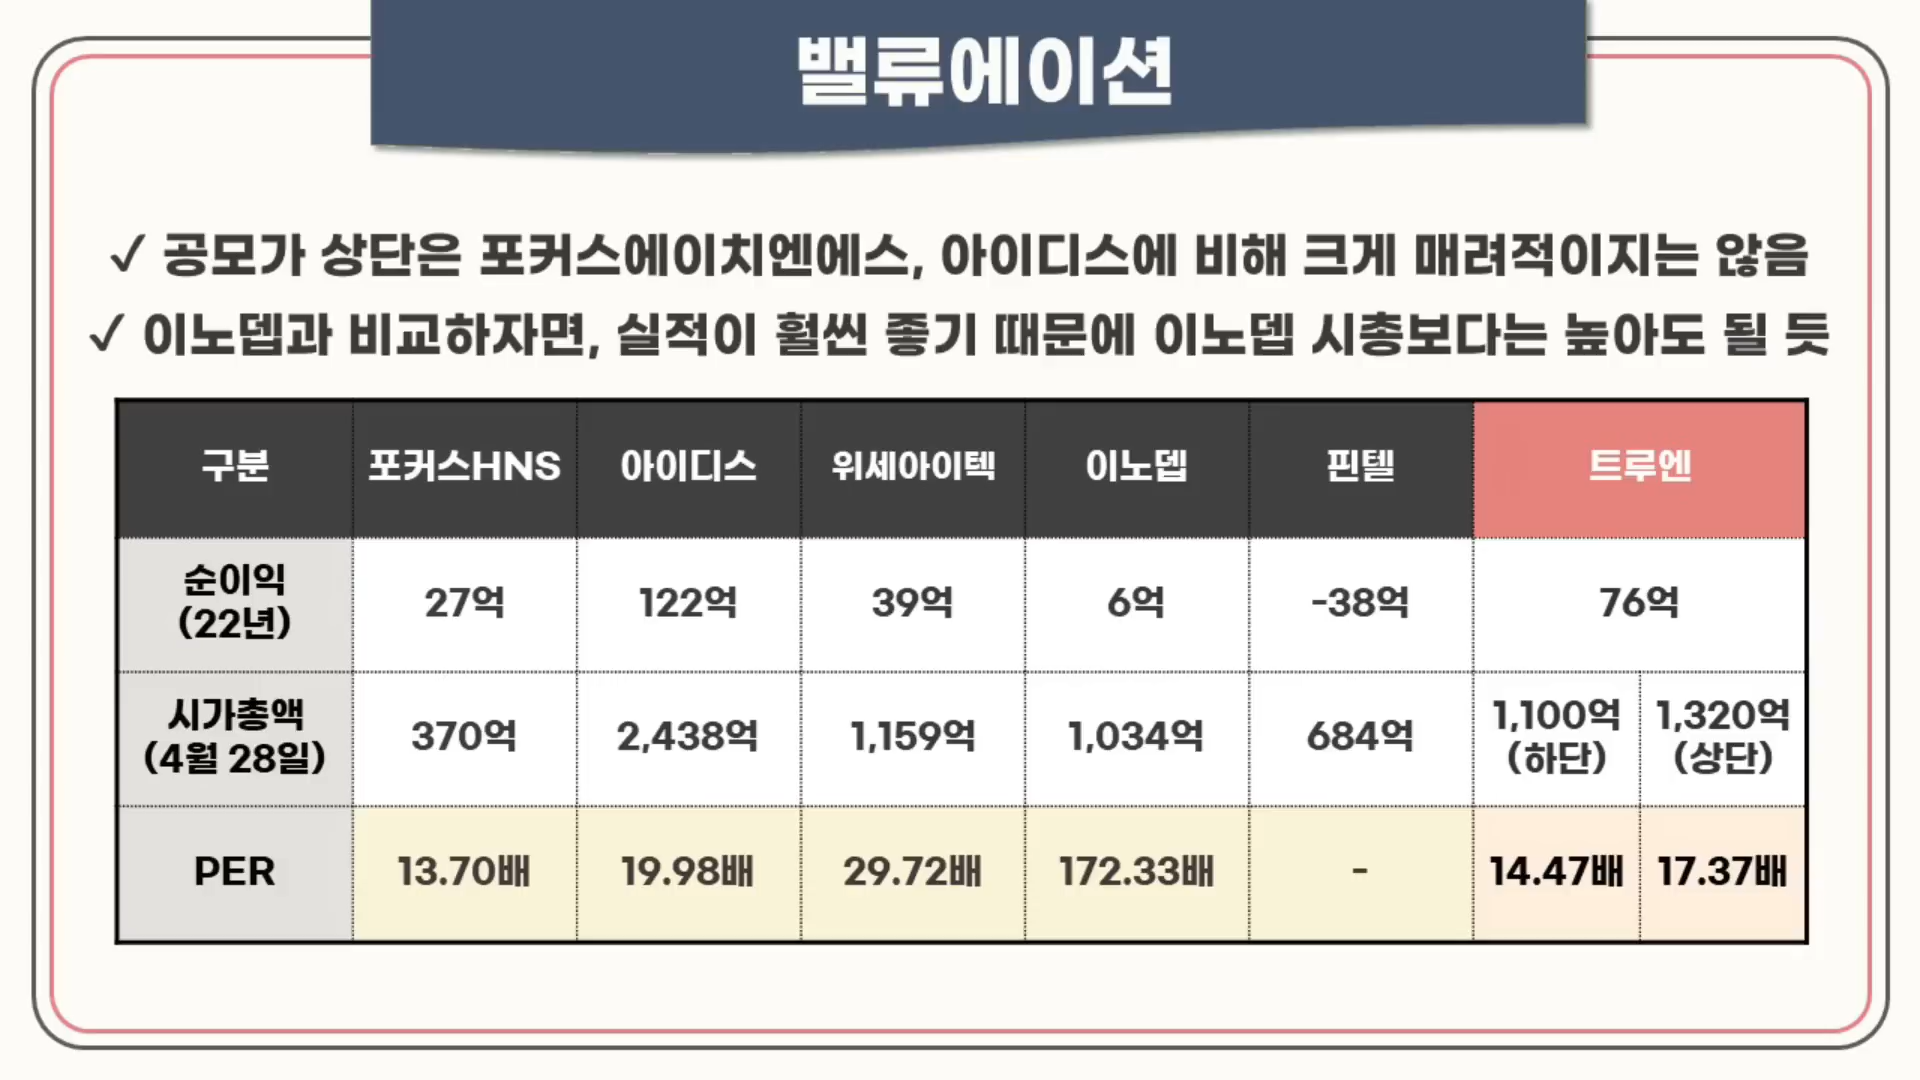 밸류에이션
✓ 공모가 상단은 포커스에이치엔에스, 아이디스에 비해 크게 매려적이지는 않음
✓ 이노뎁과 비교하자면, 실적이 훨씬 좋기 때문에 이노뎁 시총보다는 높아도 될 듯
구분 포커스HNS 아이디스 위세아이텍 이노뎁 핀텔 트루엔
순이익
(22년)
27억 122억 39억 6억 -38억 76억
시가총액
(4월 28일)
370억 2,438억 1,159억 1,034억 684억
1,100억
(하단)
1,320억
(상단)
PER 13.70배 19.98배 29.72배 172.33배 - 14.47배 17.37배